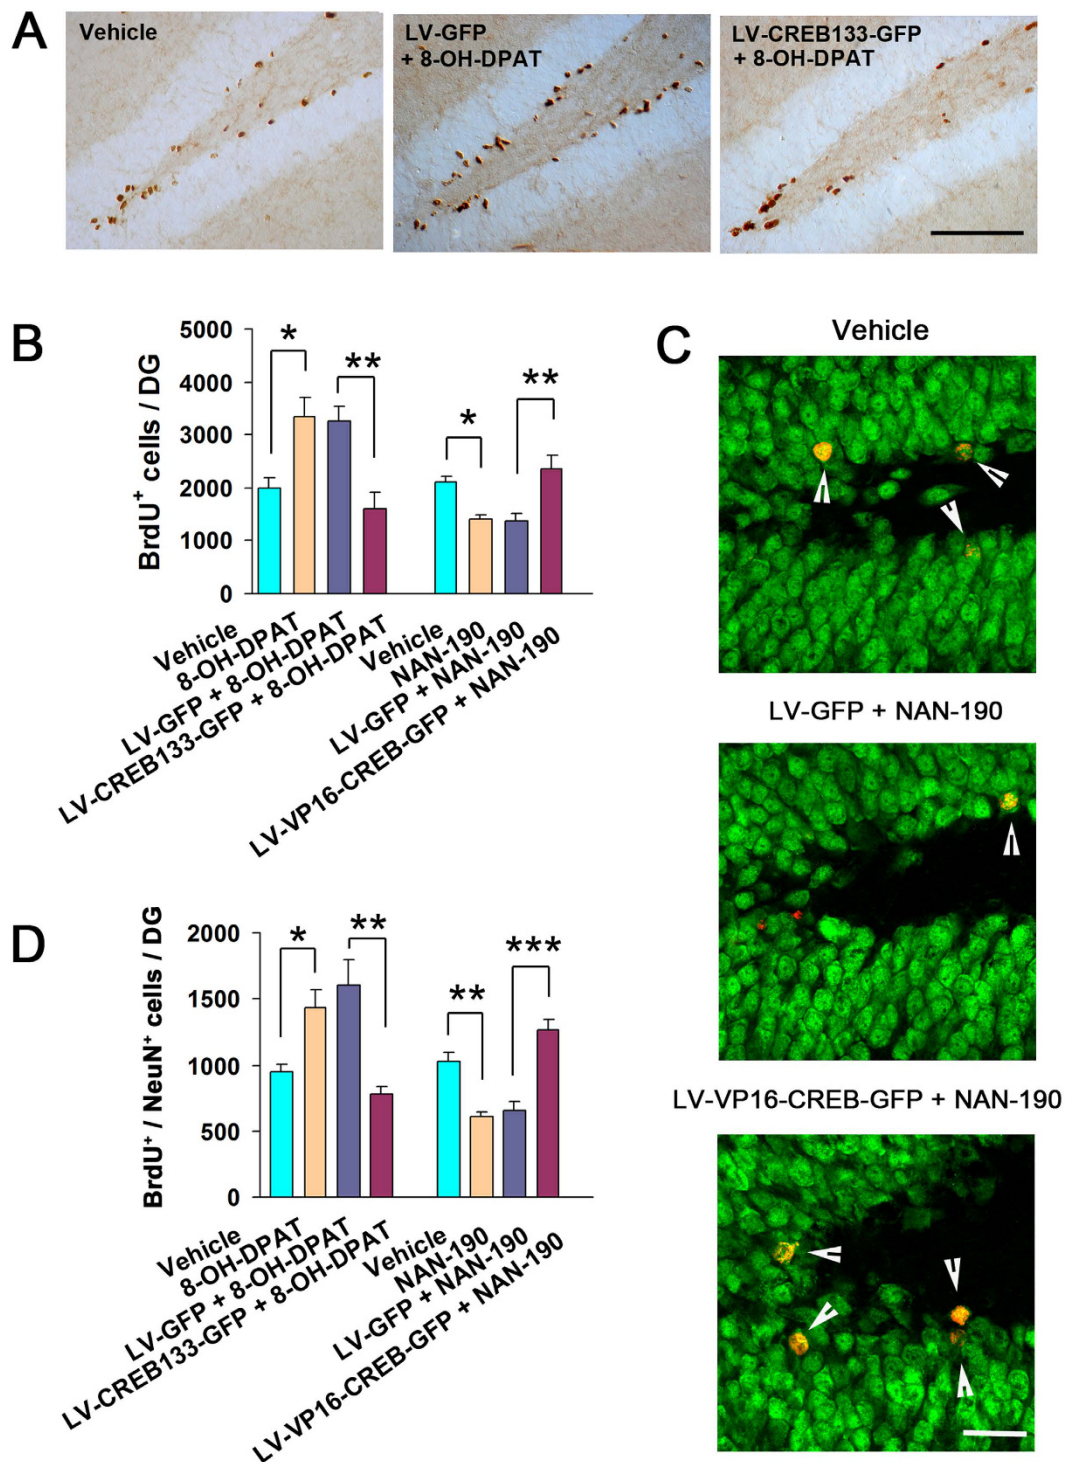 A
Vehicle
LV-GFP
+ 8-OH-DPAT
LV-CREB133-GFP
+ 8-OH-DPAT
B
BrdU⁺ cells / DG
5000
4000
3000
2000
1000
0
*
**
*
**
Vehicle
8-OH-DPAT
LV-GFP + 8-OH-DPAT
LV-CREB133-GFP + 8-OH-DPAT
Vehicle
NAN-190
LV-GFP + NAN-190
LV-VP16-CREB-GFP + NAN-190
C
Vehicle
LV-GFP + NAN-190
LV-VP16-CREB-GFP + NAN-190
D
BrdU⁺ / NeuN⁺ cells / DG
2000
1500
1000
500
0
*
**
**
***
Vehicle
8-OH-DPAT
LV-GFP + 8-OH-DPAT
LV-CREB133-GFP + 8-OH-DPAT
Vehicle
NAN-190
LV-GFP + NAN-190
LV-VP16-CREB-GFP + NAN-190